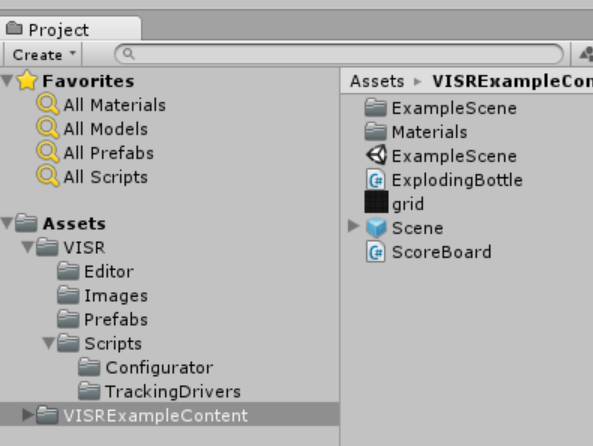 Project
Create
Favorites
All Materials
All Models
All Prefabs
All Scripts
Assets
VISR
Editor
Images
Prefabs
Scripts
Configurator
TrackingDrivers
VISRExampleContent
Assets VISRExampleCon
ExampleScene
Materials
ExampleScene
ExplodingBottle
grid
Scene
ScoreBoard